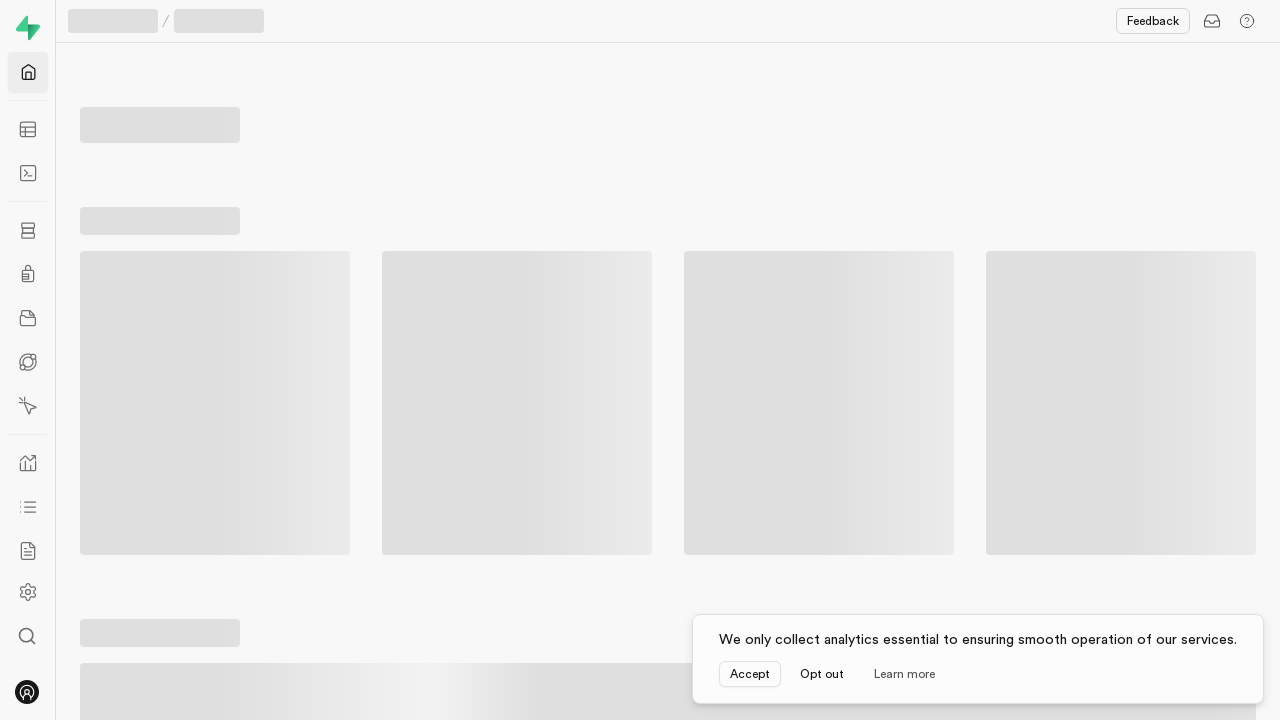 /
Feedback
We only collect analytics essential to ensuring smooth operation of our services.
Accept Opt out Learn more